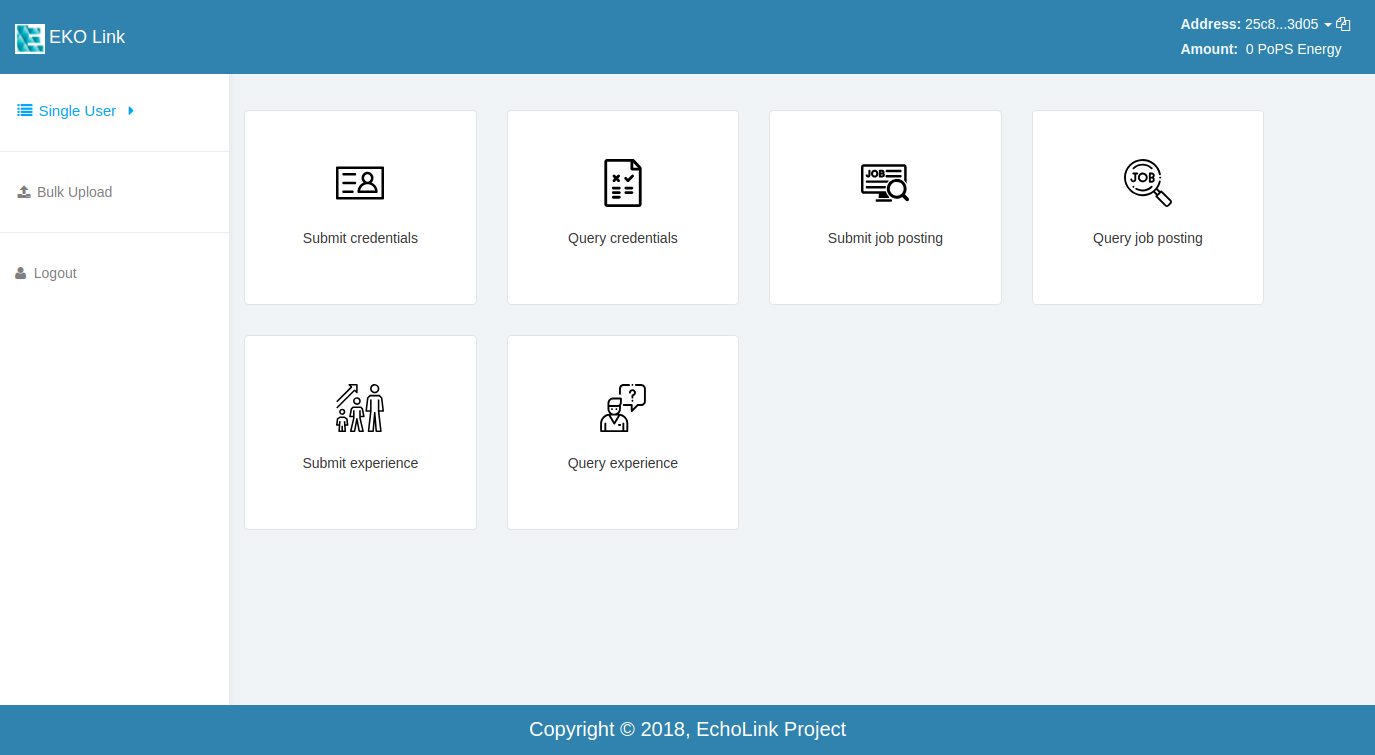 EKO Link
Address: 25c8...3d05
Amount: 0 PoPS Energy
Single User
Bulk Upload
Logout
Submit credentials
Query credentials
JOB
Submit job posting
JOB
Query job posting
Submit experience
?
Query experience
Copyright © 2018, EchoLink Project